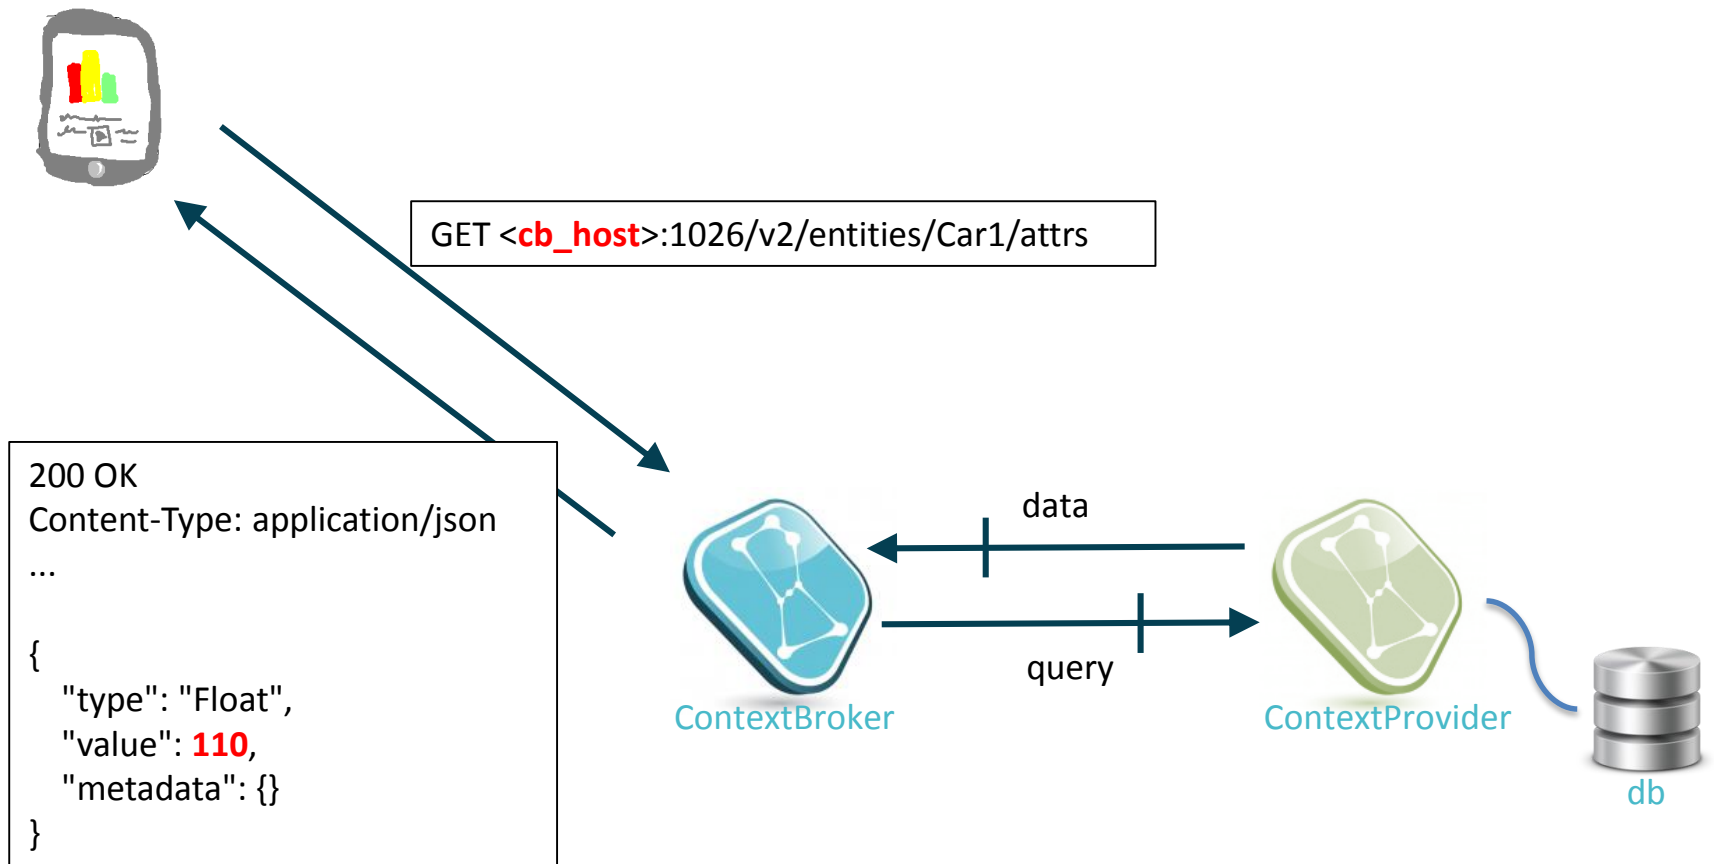 GET <cb_host>:1026/v2/entities/Car1/attrs
200 OK
Content-Type: application/json
...
{
"type": "Float",
"value": 110,
"metadata": {}
}
data
query
ContextBroker
ContextProvider
db